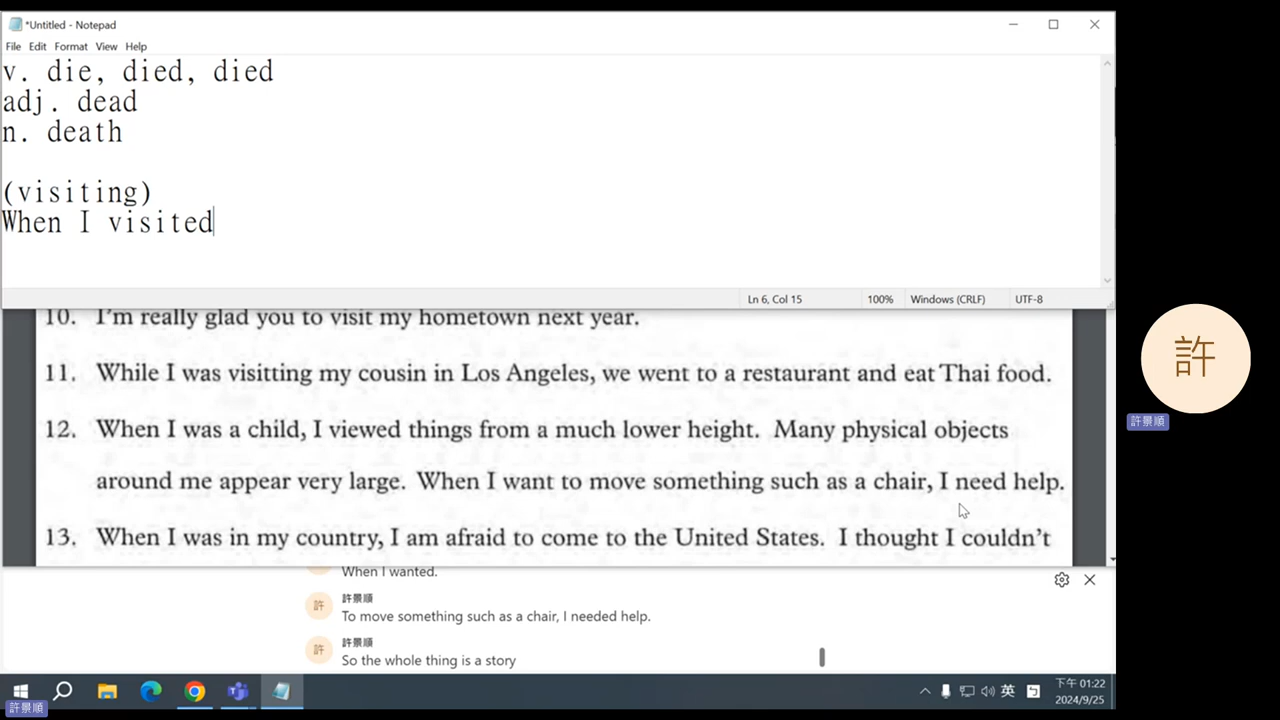 *Untitled - Notepad
File Edit Format View Help
v. die, died, died
adj. dead
n. death
(visiting)
When I visited
Ln 6, Col 15 100% Windows (CRLF) UTF-8
10. I'm really glad you to visit my hometown next year.
11. While I was visitting my cousin in Los Angeles, we went to a restaurant and eat Thai food.
12. When I was a child, I viewed things from a much lower height. Many physical objects
around me appear very large. When I want to move something such as a chair, I need help.
13. When I was in my country, I am afraid to come to the United States. I thought I couldn't
When I wanted.
許 許景順
To move something such as a chair, I needed help.
許 許景順
So the whole thing is a story
許
許景順
英 下午 01:22
2024/9/25
許景順